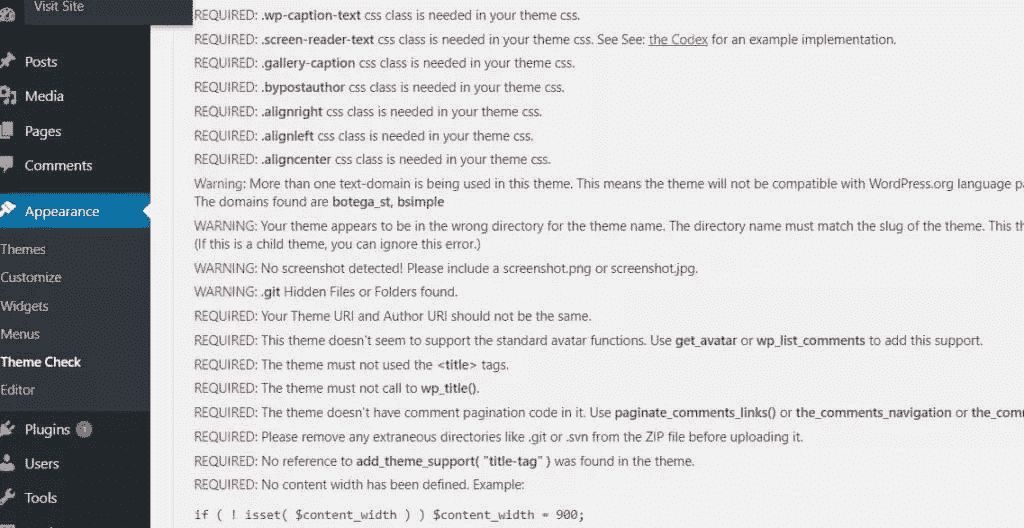 Visit Site
Posts
Media
Pages
Comments
Appearance
Themes
Customize
Widgets
Menus
Theme Check
Editor
Plugins 1
Users
Tools
REQUIRED: .wp-caption-text css class is needed in your theme css.
REQUIRED: .screen-reader-text css class is needed in your theme css. See See: the Codex for an example implementation.
REQUIRED: .gallery-caption css class is needed in your theme css.
REQUIRED: .bypostauthor css class is needed in your theme css.
REQUIRED: .alignright css class is needed in your theme css.
REQUIRED: .alignleft css class is needed in your theme css.
REQUIRED: .aligncenter css class is needed in your theme css.
Warning: More than one text-domain is being used in this theme. This means the theme will not be compatible with WordPress.org language
The domains found are botega_st, bsimple
WARNING: Your theme appears to be in the wrong directory for the theme name. The directory name must match the slug of the theme. This
(If this is a child theme, you can ignore this error.)
WARNING: No screenshot detected! Please include a screenshot.png or screenshot.jpg.
WARNING: .git Hidden Files or Folders found.
REQUIRED: Your Theme URI and Author URI should not be the same.
REQUIRED: This theme doesn't seem to support the standard avatar functions. Use get_avatar or wp_list_comments to add this support.
REQUIRED: The theme must not used the <title> tags.
REQUIRED: The theme must not call to wp_title().
REQUIRED: The theme doesn't have comment pagination code in it. Use paginate_comments_links() or the_comments_navigation or
REQUIRED: Please remove any extraneous directories like .git or .svn from the ZIP file before uploading it.
REQUIRED: No reference to add_theme_support( "title-tag" ) was found in the theme.
REQUIRED: No content width has been defined. Example:
if ( ! isset( $content_width ) ) $content_width = 900;